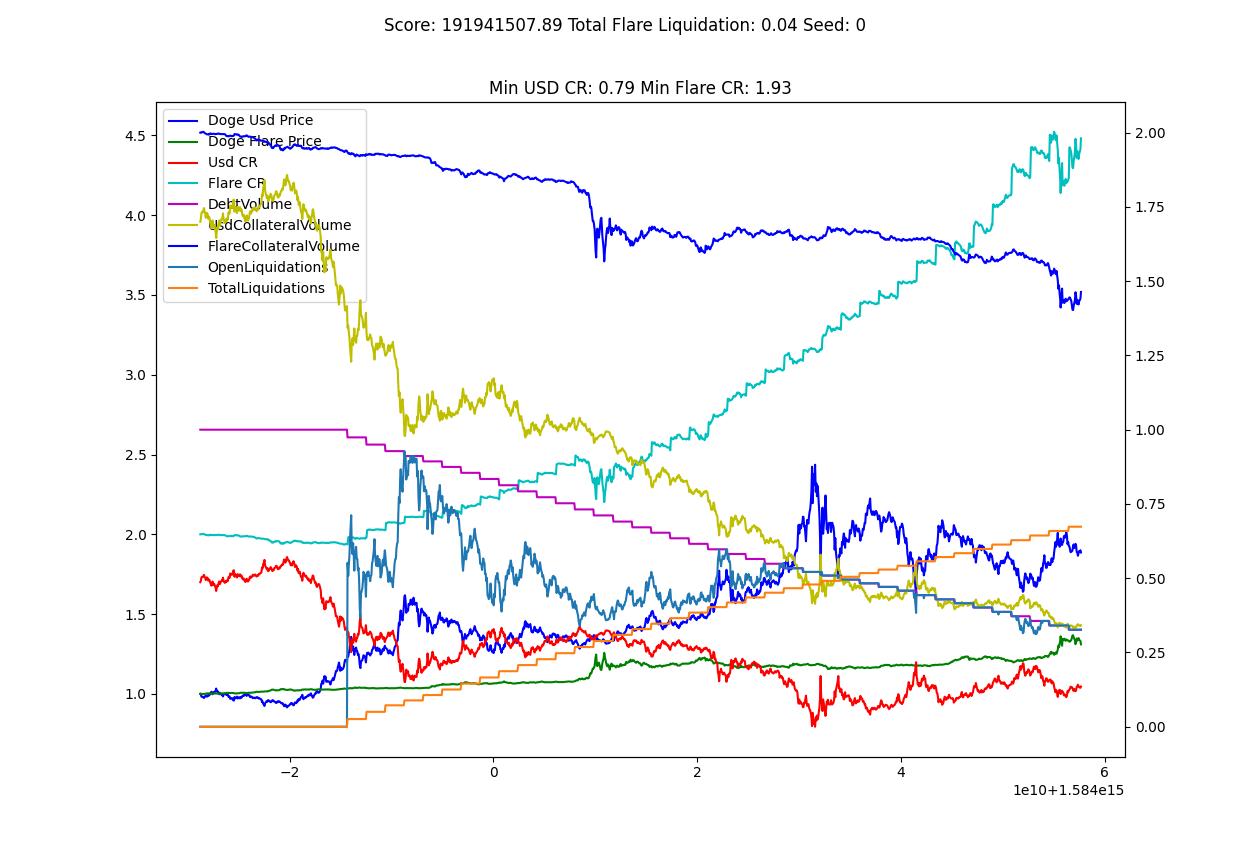 Score: 191941507.89 Total Flare Liquidation: 0.04 Seed: 0
Min USD CR: 0.79 Min Flare CR: 1.93
Doge Usd Price
Doge Flare Price
Usd CR
Flare CR
DebtVolume
UsdCollateralVolume
FlareCollateralVolume
OpenLiquidations
TotalLiquidations
4.5
4.0
3.5
3.0
2.5
2.0
1.5
1.0
2.00
1.75
1.50
1.25
1.00
0.75
0.50
0.25
0.00
−2
0
2
4
6
1e10+1.584e15